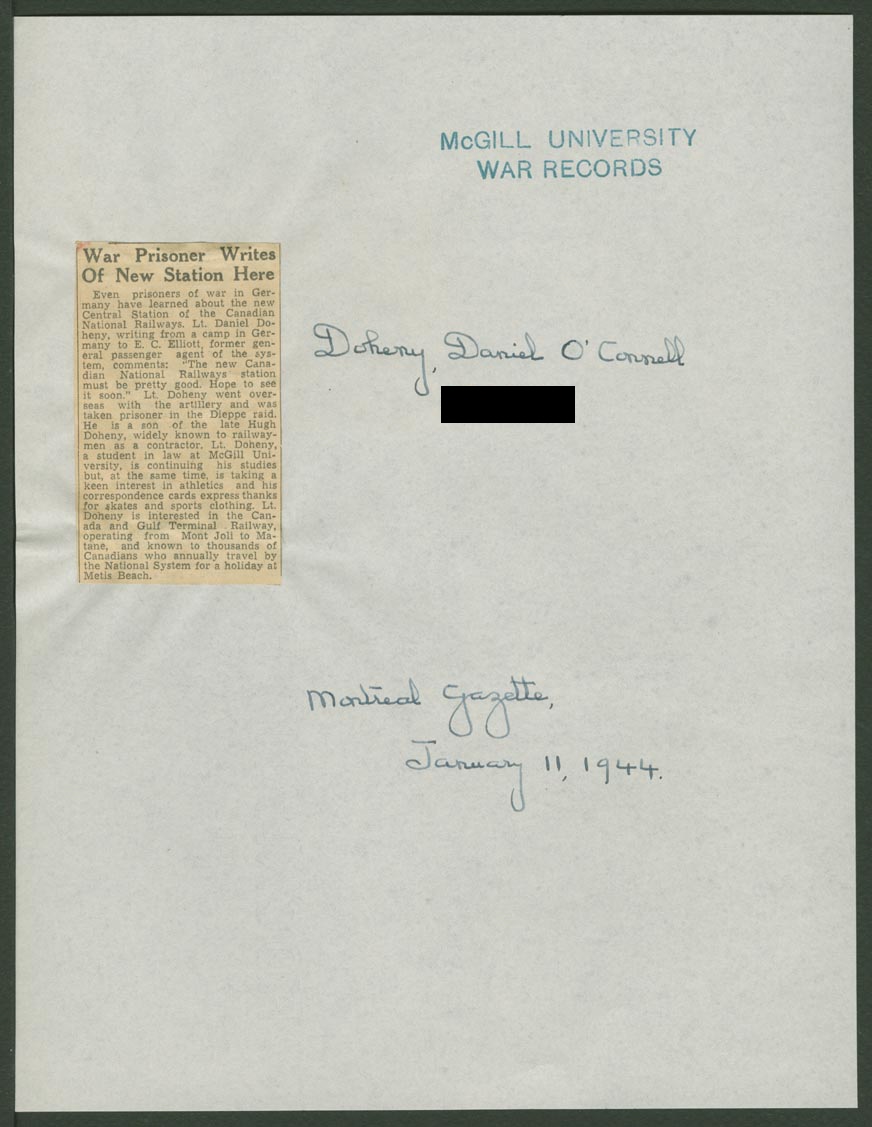 McGILL UNIVERSITY
WAR RECORDS
War Prisoner Writes
Of New Station Here
Even prisoners of war in Ger-
many have learned about the new
Central Station of the Canadian
National Railways. Lt. Daniel Do-
heny, writing from a camp in Ger-
many to E. C. Elliott, former gen-
eral passenger agent of the sys-
tem, comments: "The new Cana-
dian National Railways station
must be pretty good. Hope to see
it soon." Lt. Doheny went over-
seas with the artillery and was
taken prisoner in the Dieppe raid.
He is a son of the late Hugh
Doheny, widely known to railway-
men as a contractor. Lt. Doheny,
a student in law at McGill Uni-
versity, is continuing his studies
but, at the same time, is taking a
keen interest in athletics and his
correspondence cards express thanks
for skates and sports clothing. Lt.
Doheny is interested in the Can-
ada and Gulf Terminal Railway,
operating from Mont Joli to Ma-
tane, and known to thousands of
Canadians who annually travel by
the National System for a holiday at
Metis Beach.
Doheny, Daniel O'Connell
Montreal Gazette,
January 11, 1944.